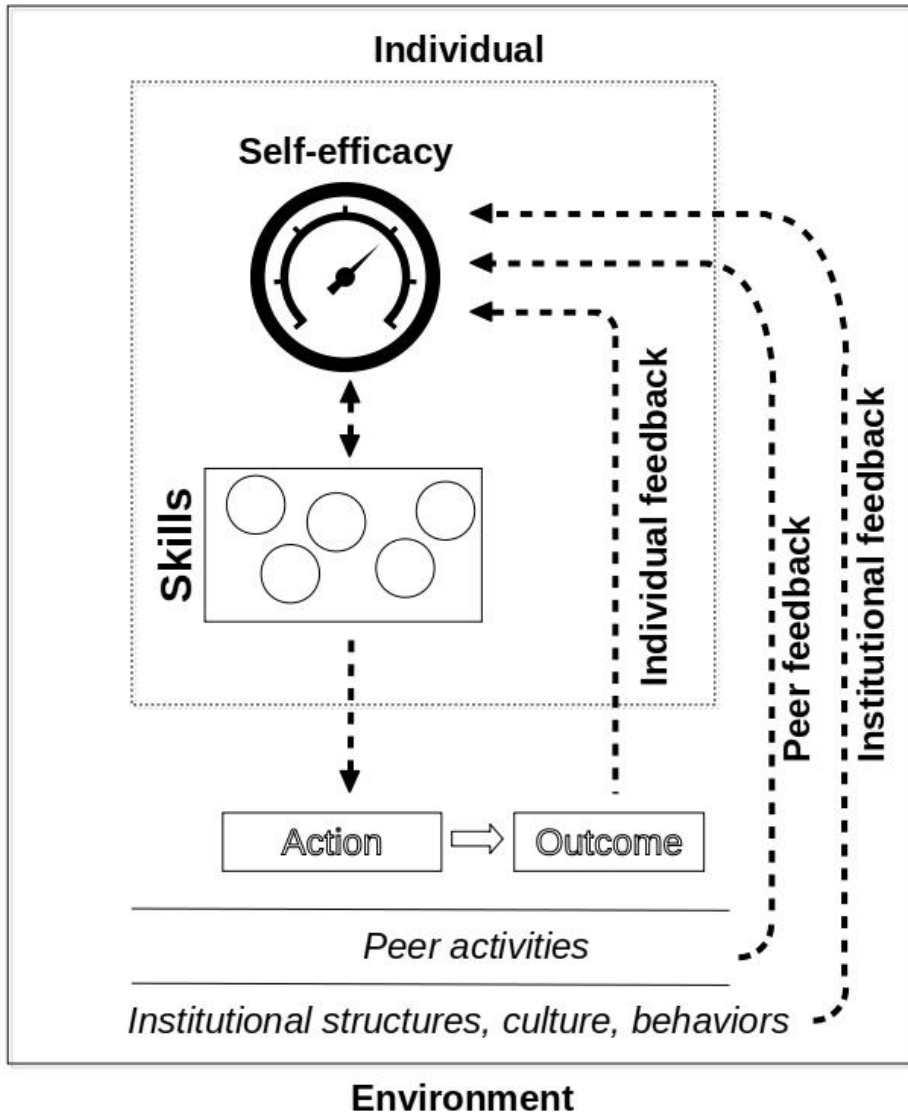 Individual
Self-efficacy
Skills
Individual feedback
Peer feedback
Institutional feedback
Action
Outcome
Peer activities
Institutional structures, culture, behaviors
Environment